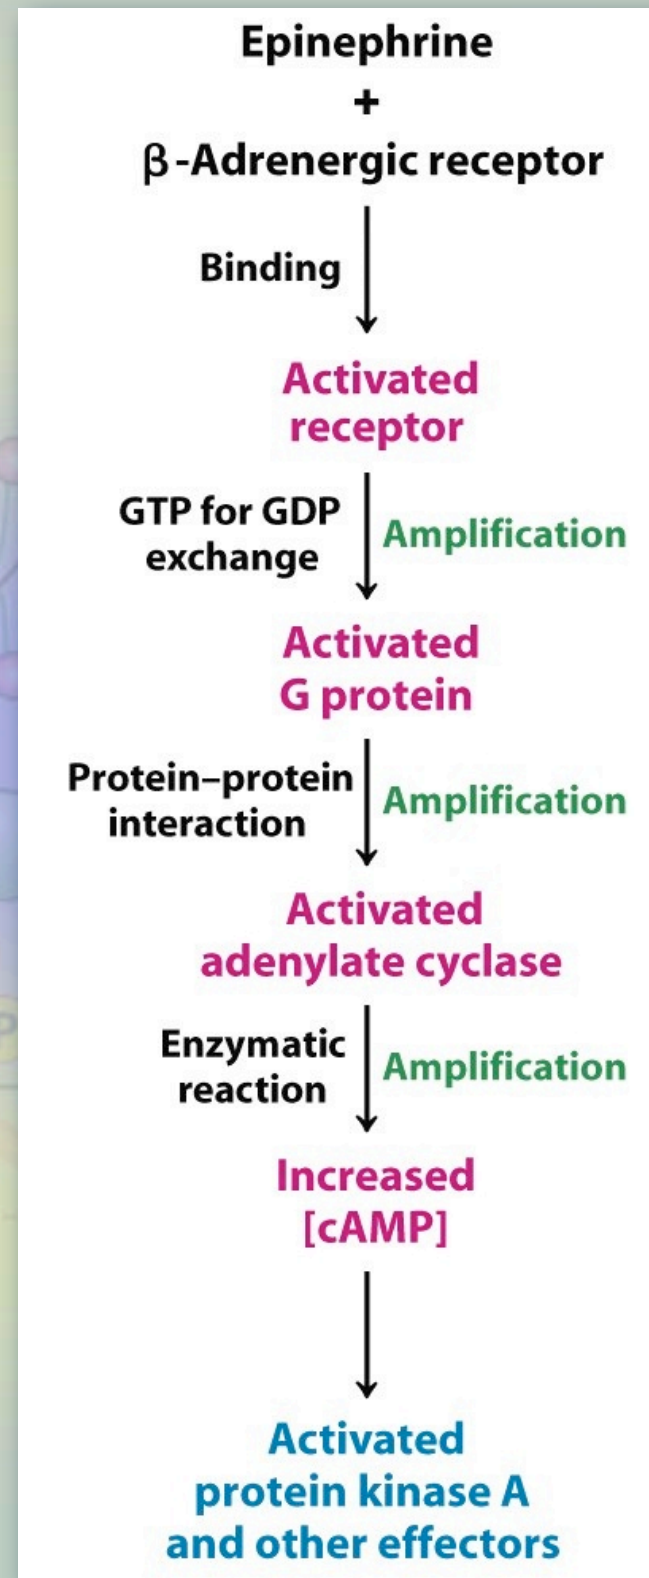 Epinephrine
+
β-Adrenergic receptor
Binding
Activated
receptor
GTP for GDP
exchange
Amplification
Activated
G protein
Protein–protein
interaction
Amplification
Activated
adenylate cyclase
Enzymatic
reaction
Amplification
Increased
[cAMP]
Activated
protein kinase A
and other effectors